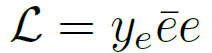 ℒ = yₑēe